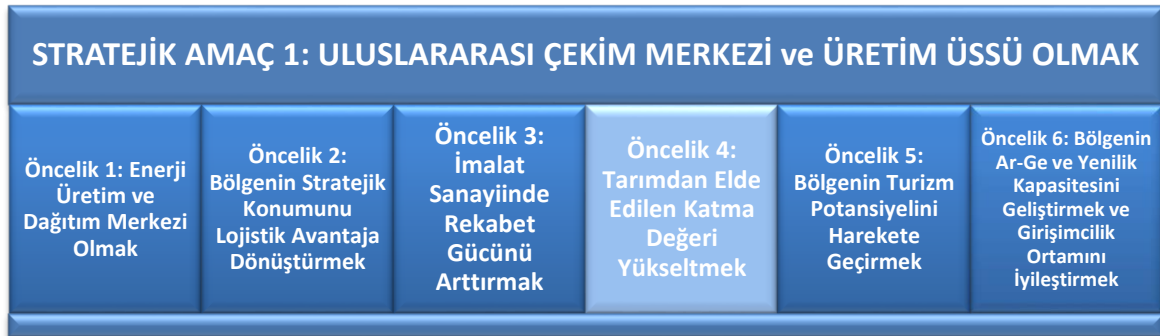 STRATEJİK AMAÇ 1: ULUSLARARASI ÇEKİM MERKEZİ ve ÜRETİM ÜSSÜ OLMAK
Öncelik 1: Enerji
Üretim ve
Dağıtım Merkezi
Olmak
Öncelik 2:
Bölgenin Stratejik
Konumunu
Lojistik Avantaja
Dönüştürmek
Öncelik 3:
İmalat
Sanayiinde
Rekabet
Gücünü
Arttırmak
Öncelik 4:
Tarımdan Elde
Edilen Katma
Değeri
Yükseltmek
Öncelik 5:
Bölgenin Turizm
Potansiyelini
Harekete
Geçirmek
Öncelik 6: Bölgenin
Ar-Ge ve Yenilik
Kapasitesini
Geliştirmek ve
Girişimcilik
Ortamını
İyileştirmek